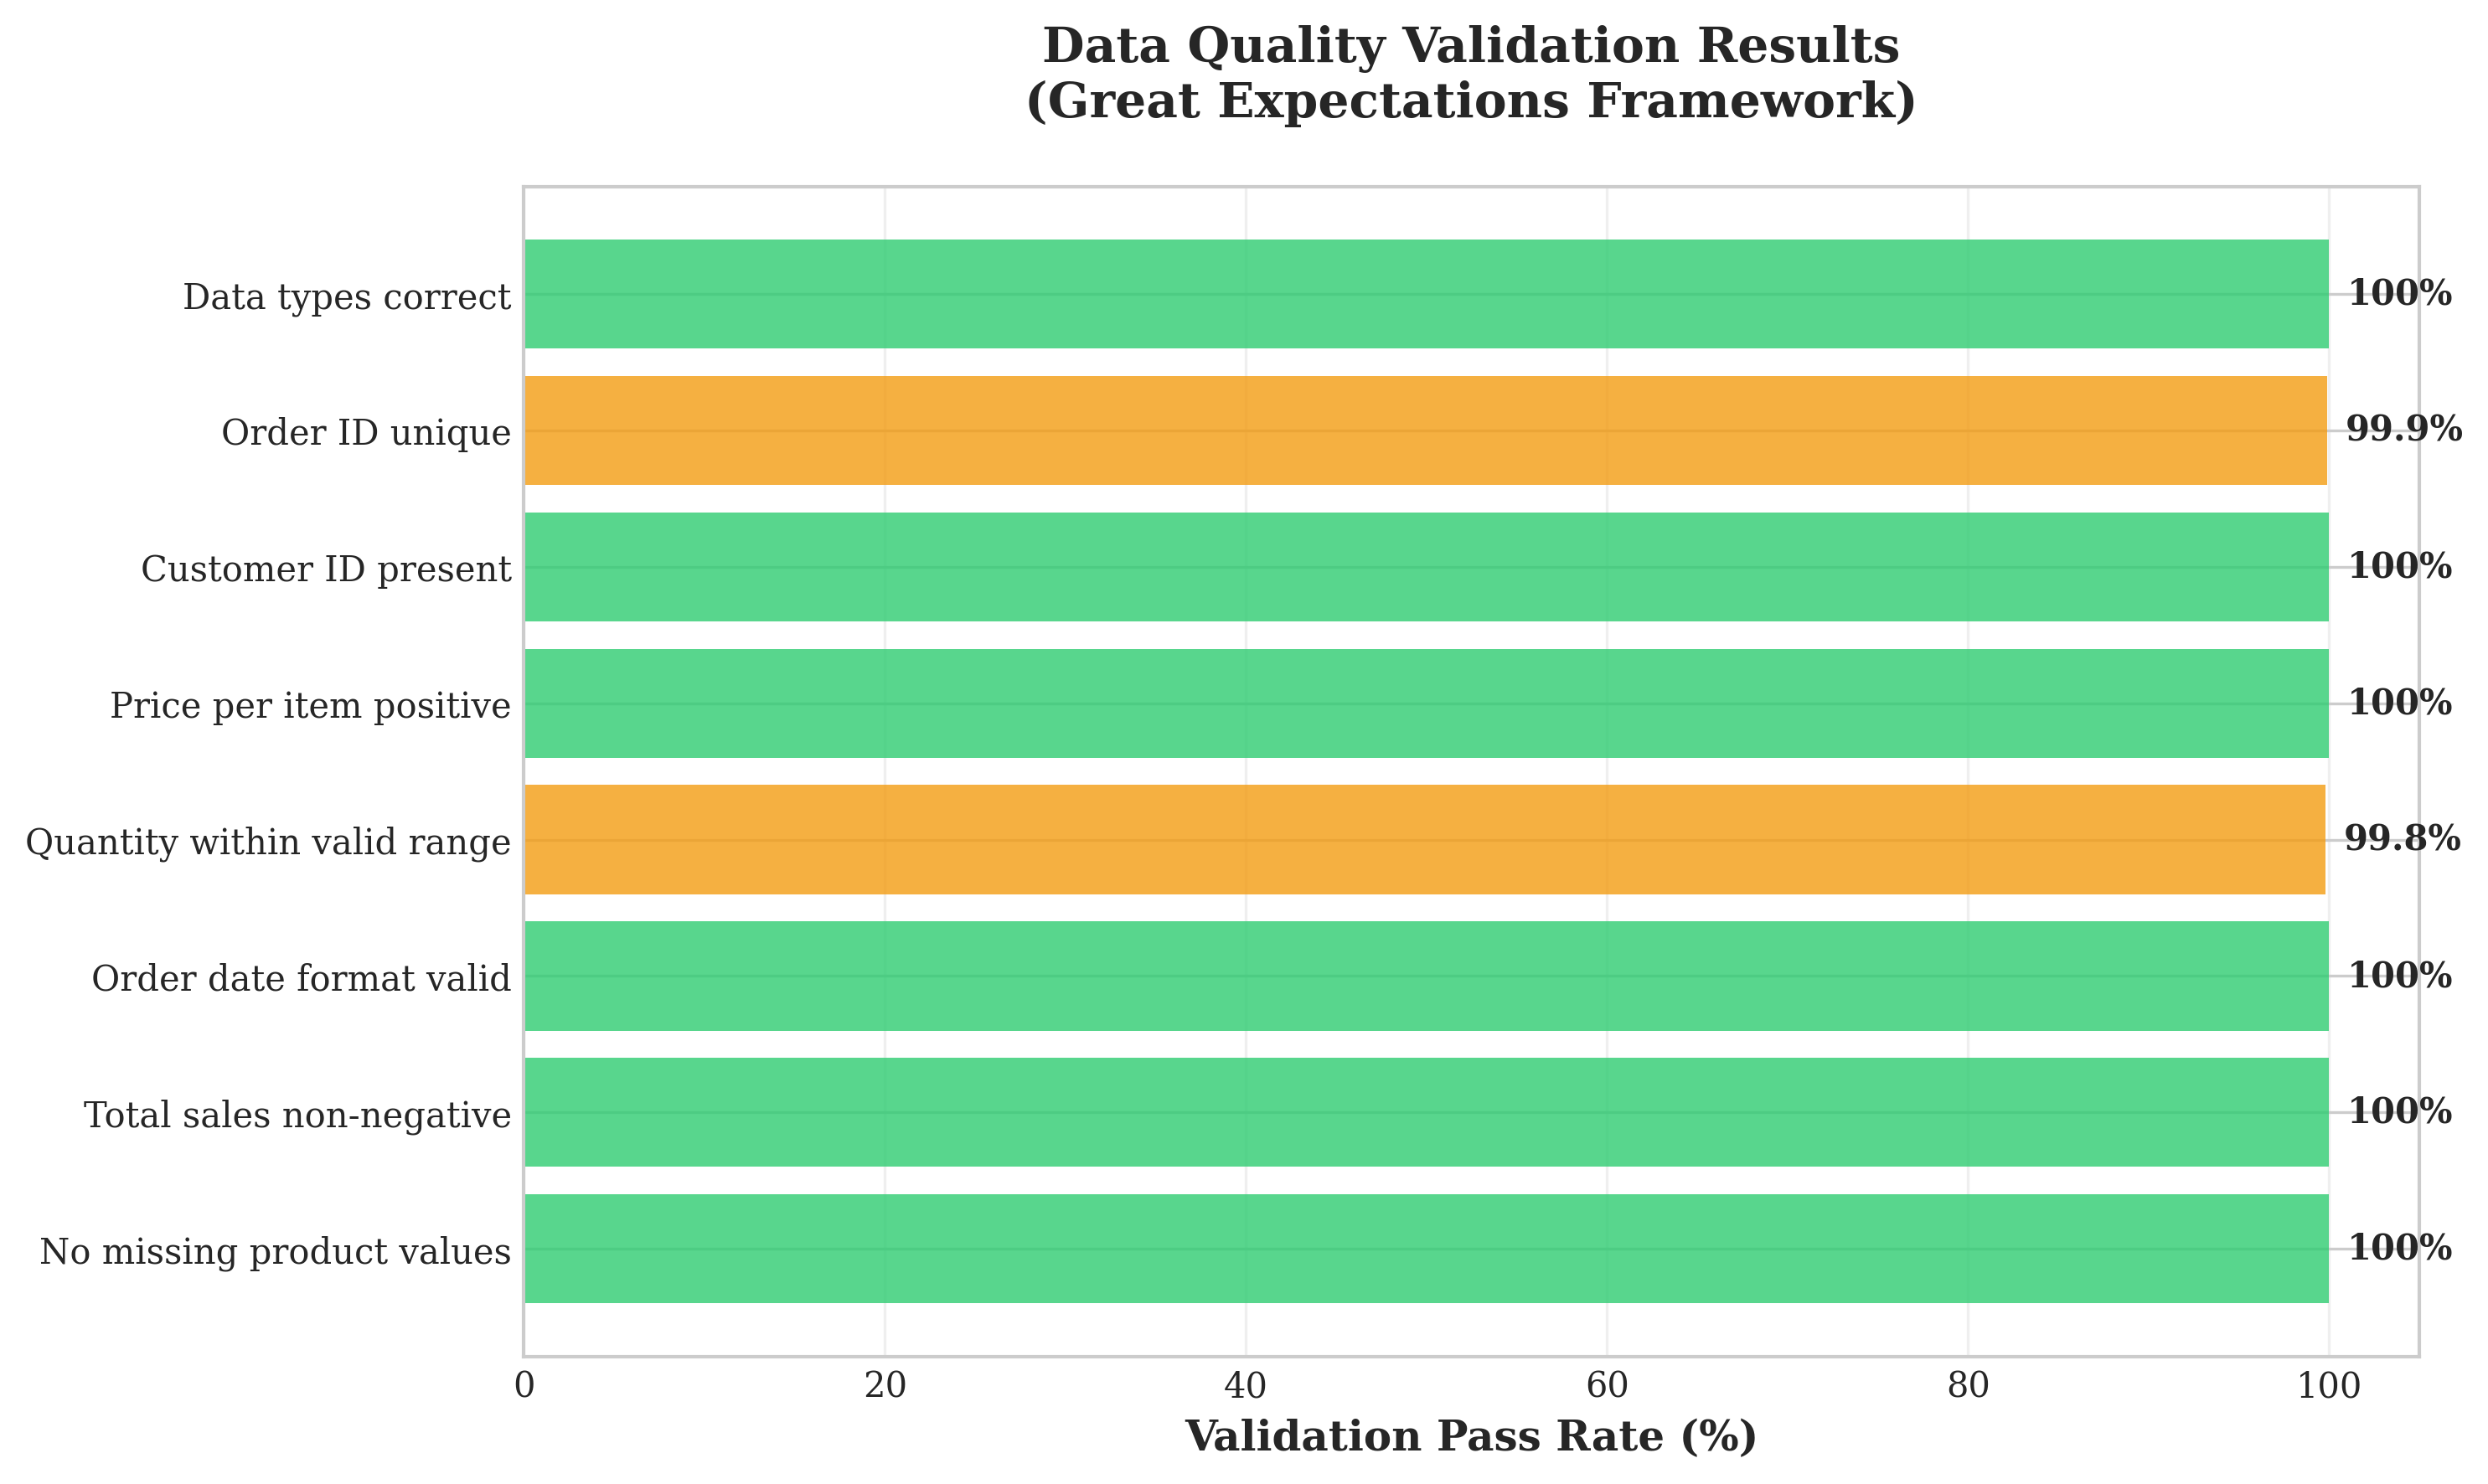 Data Quality Validation Results
(Great Expectations Framework)
Data types correct 100%
Order ID unique 99.9%
Customer ID present 100%
Price per item positive 100%
Quantity within valid range 99.8%
Order date format valid 100%
Total sales non-negative 100%
No missing product values 100%
0 20 40 60 80 100
Validation Pass Rate (%)